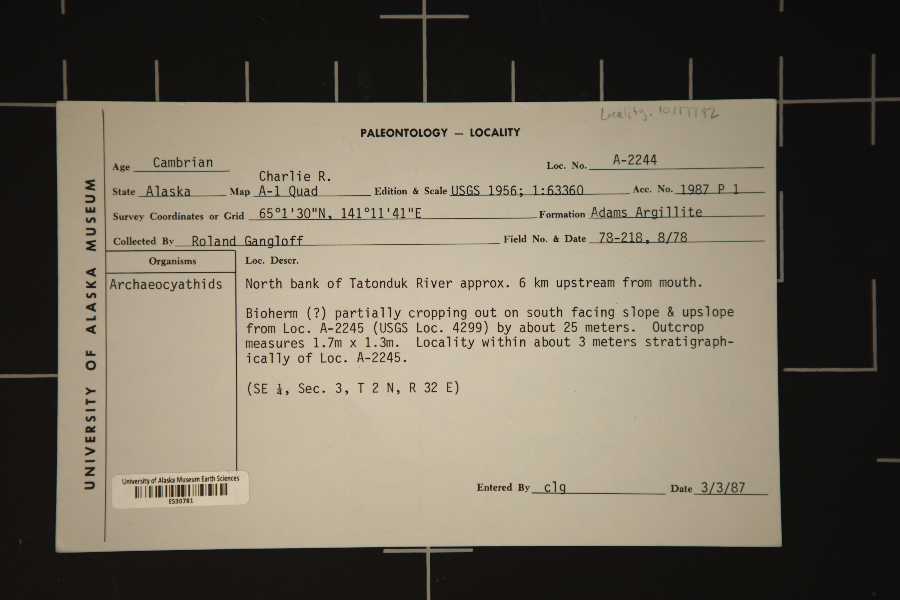 Locality.
PALEONTOLOGY — LOCALITY
Age Cambrian Loc. No. A-2244
State Alaska Map Charlie R. A-1 Quad Edition & Scale USGS 1956; 1:63360 Acc. No. 1987 P 1
Survey Coordinates or Grid 65°1'30"N, 141°11'41"E Formation Adams Argillite
Collected By Roland Gangloff Field No. & Date 78-218, 8/78
Organisms Loc. Descr.
Archaeocyathids
North bank of Tatonduk River approx. 6 km upstream from mouth.
Bioherm (?) partially cropping out on south facing slope & upslope
from Loc. A-2245 (USGS Loc. 4299) by about 25 meters. Outcrop
measures 1.7m x 1.3m. Locality within about 3 meters stratigraph-
ically of Loc. A-2245.
(SE ¼, Sec. 3, T 2 N, R 32 E)
Entered By clg Date 3/3/87
UNIVERSITY OF ALASKA MUSEUM
University of Alaska Museum Earth Sciences
ES30761